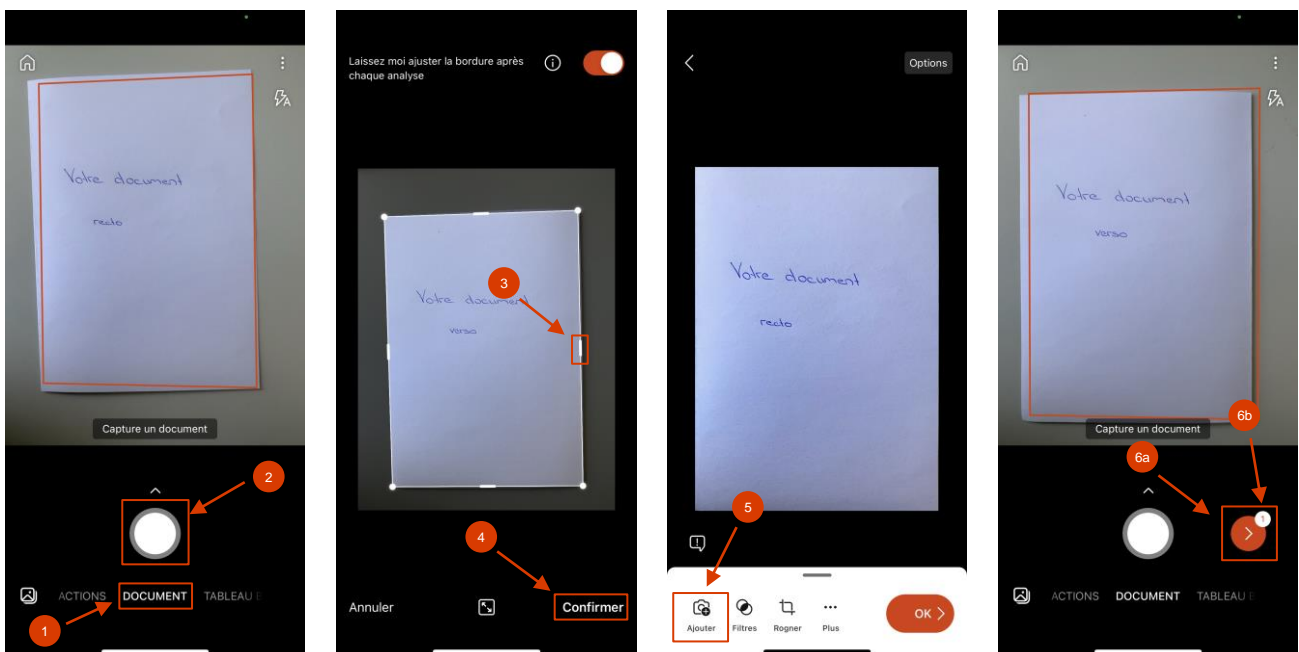 Votre document
recto
Capture un document
2
ACTIONS DOCUMENT TABLEAU
1
Laissez moi ajuster la bordure après
chaque analyse
3
Votre document
verso
4
Annuler
Confirmer
Options
Votre document
recto
5
Ajouter
Filtres
Rogner
Plus
OK
Votre document
verso
Capture un document
6a
6b
1
ACTIONS DOCUMENT TABLEAU